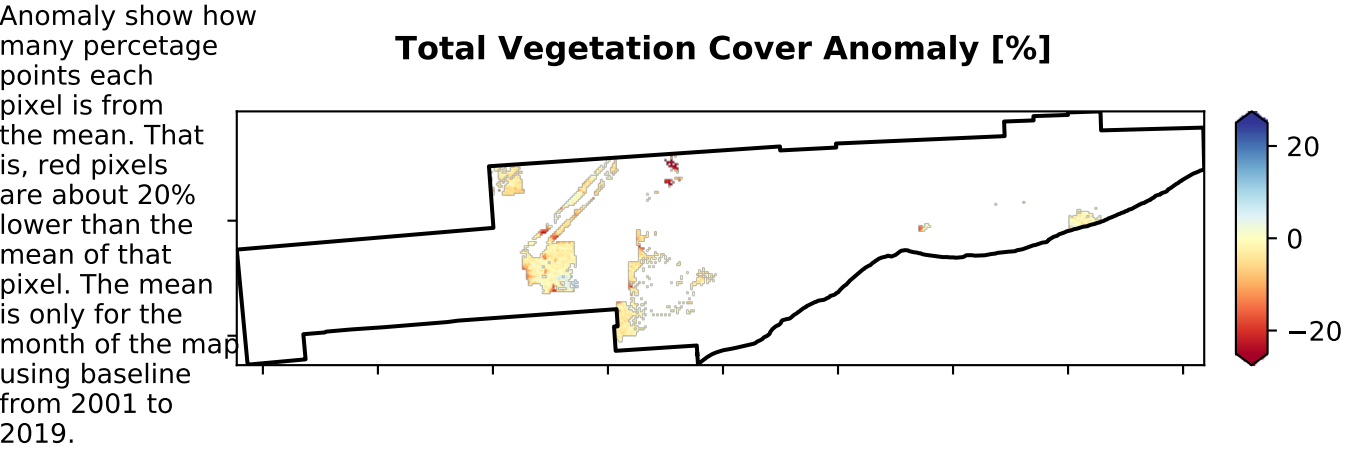 Anomaly show how
many percetage
points each
pixel is from
the mean. That
is, red pixels
are about 20%
lower than the
mean of that
pixel. The mean
is only for the
month of the map
using baseline
from 2001 to
2019.
Total Vegetation Cover Anomaly [%]
20
0
−20